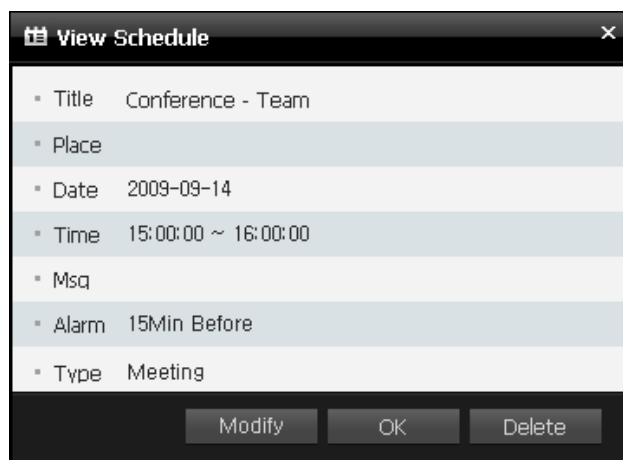 View Schedule
Title Conference - Team
Place
Date 2009-09-14
Time 15:00:00 ~ 16:00:00
Msg
Alarm 15Min Before
Type Meeting
Modify OK Delete